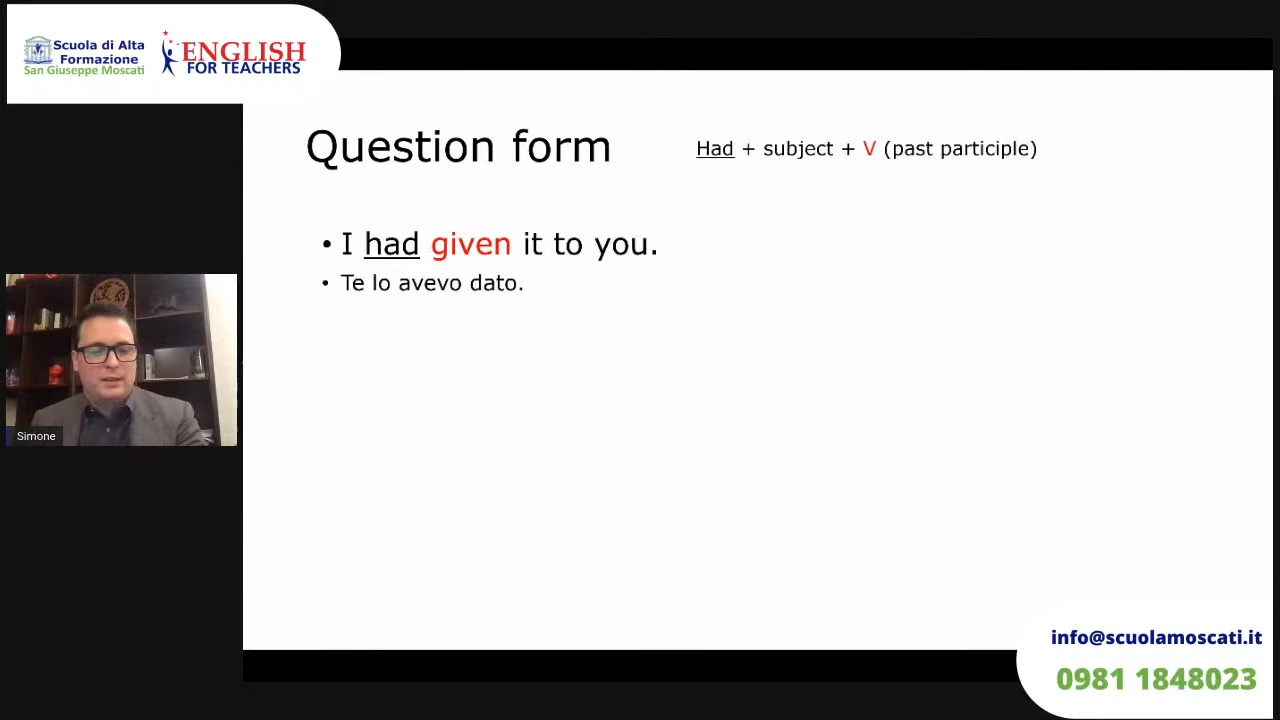 Scuola di Alta
Formazione
San Giuseppe Moscati
ENGLISH
FOR TEACHERS
Question form
Had + subject + V (past participle)
• I had given it to you.
• Te lo avevo dato.
Simone
info@scuolamoscati.it
0981 1848023